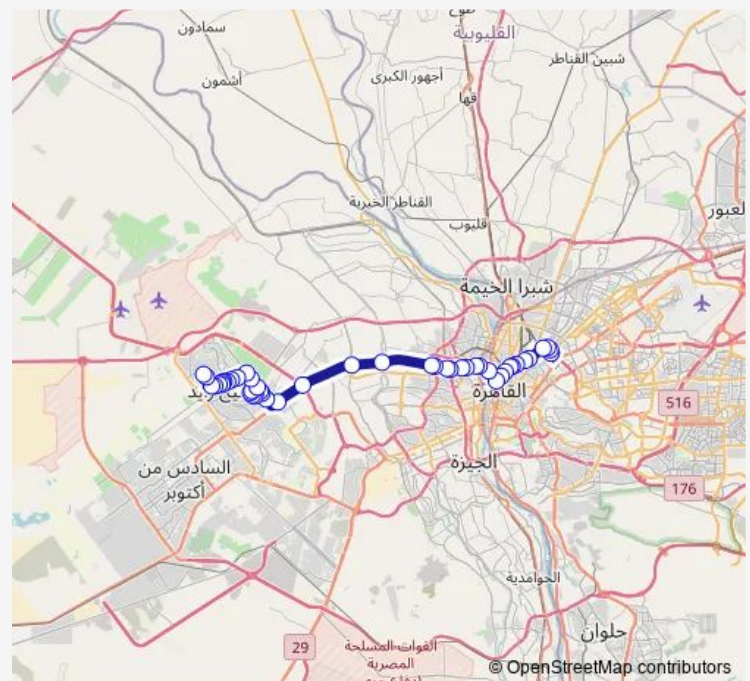 طوخ
سمادون
القليوبية
شبين القناطر
أجهور الكبرى
أشمون
قها
القناطر الخيرية
العبور
قليوب
شبرا الخيمة
القاهرة
516
الجيزة
السادس من
أكتوبر
176
الحوامدية
حلوان
29
القوات المسلحة
المصرية
© OpenStreetMap contributors